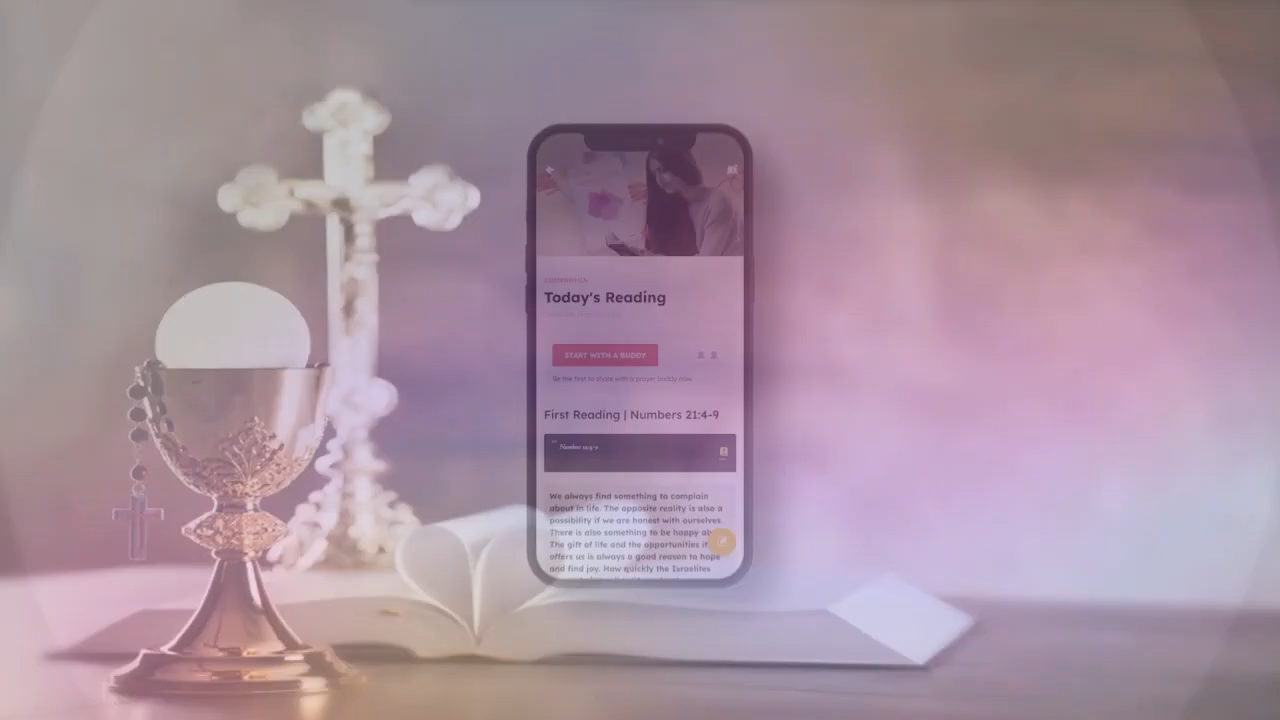 Today's Reading
START WITH A BUDDY
Be the first to share with a prayer buddy now.
First Reading | Numbers 21:4-9
Numbers 21:4-9
We always find something to complain
about in life. The opposite reality is also a
possibility if we are honest with ourselves.
There is also something to be happy
The gift of life and the opportunities it
offers us is always a good reason to hope
and find joy. How quickly the Israelites